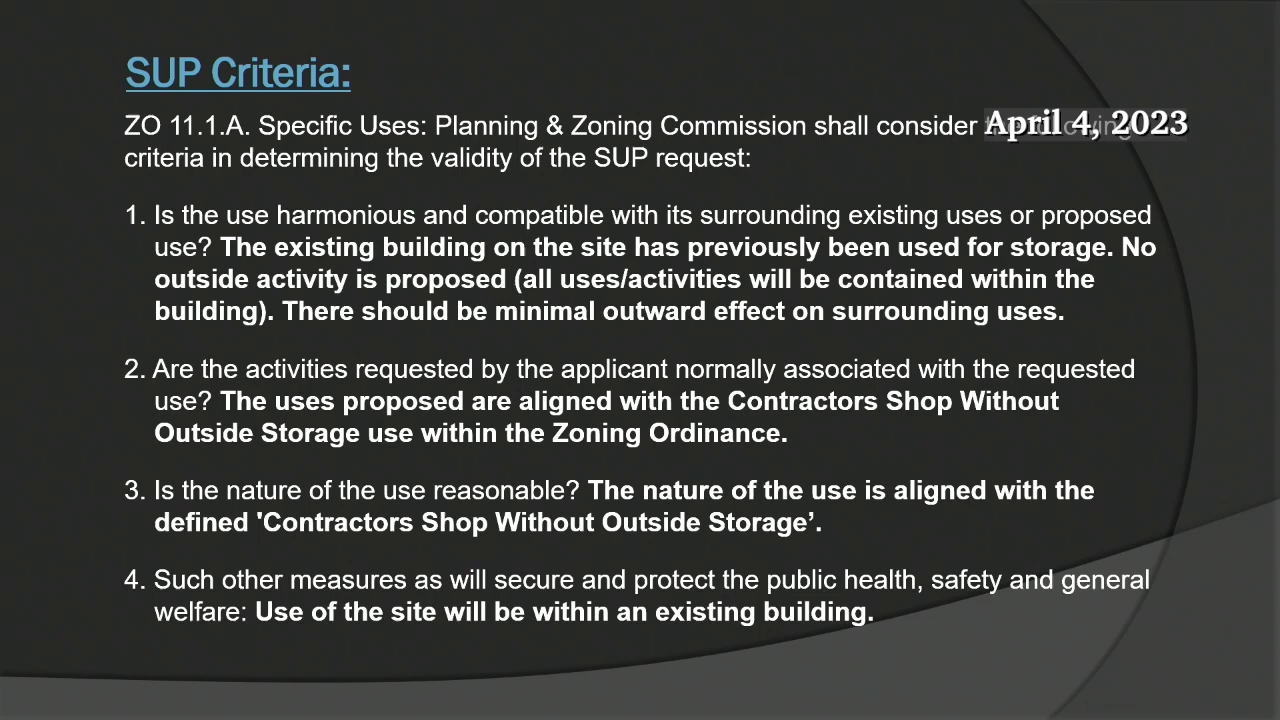 SUP Criteria:
ZO 11.1.A. Specific Uses: Planning & Zoning Commission shall consider
April 4, 2023
criteria in determining the validity of the SUP request:
1. Is the use harmonious and compatible with its surrounding existing uses or proposed
use? The existing building on the site has previously been used for storage. No
outside activity is proposed (all uses/activities will be contained within the
building). There should be minimal outward effect on surrounding uses.
2. Are the activities requested by the applicant normally associated with the requested
use? The uses proposed are aligned with the Contractors Shop Without
Outside Storage use within the Zoning Ordinance.
3. Is the nature of the use reasonable? The nature of the use is aligned with the
defined 'Contractors Shop Without Outside Storage’.
4. Such other measures as will secure and protect the public health, safety and general
welfare: Use of the site will be within an existing building.